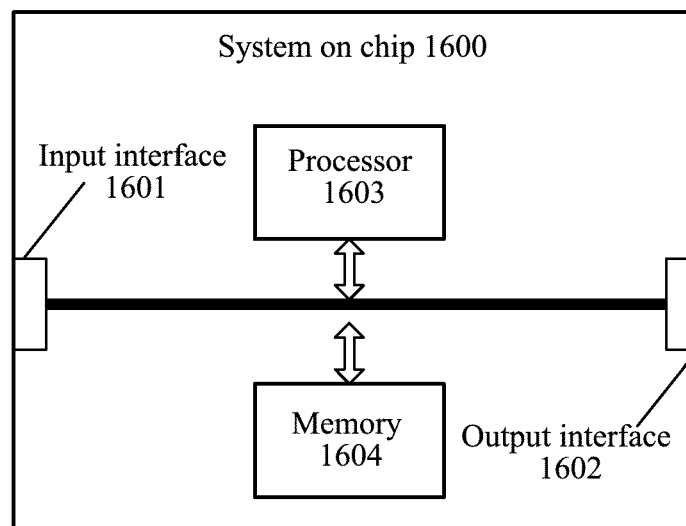 System on chip 1600
Input interface
1601
Processor
1603
Memory
1604
Output interface
1602